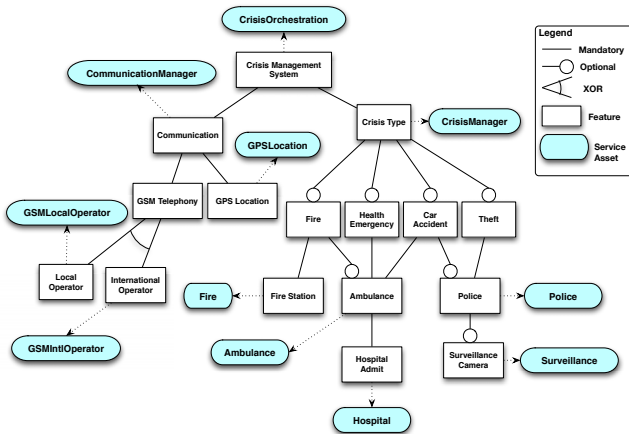 CrisisOrchestration
Legend
Mandatory
Optional
XOR
Feature
Service
Asset
Crisis Management
System
CommunicationManager
Communication
Crisis Type
CrisisManager
GPSLocation
GSM Telephony
GPS Location
Fire
Health
Emergency
Car
Accident
Theft
GSMLocalOperator
Local
Operator
International
Operator
Fire
Fire Station
Ambulance
Police
Police
GSMIntlOperator
Ambulance
Hospital
Admit
Surveillance
Camera
Surveillance
Hospital